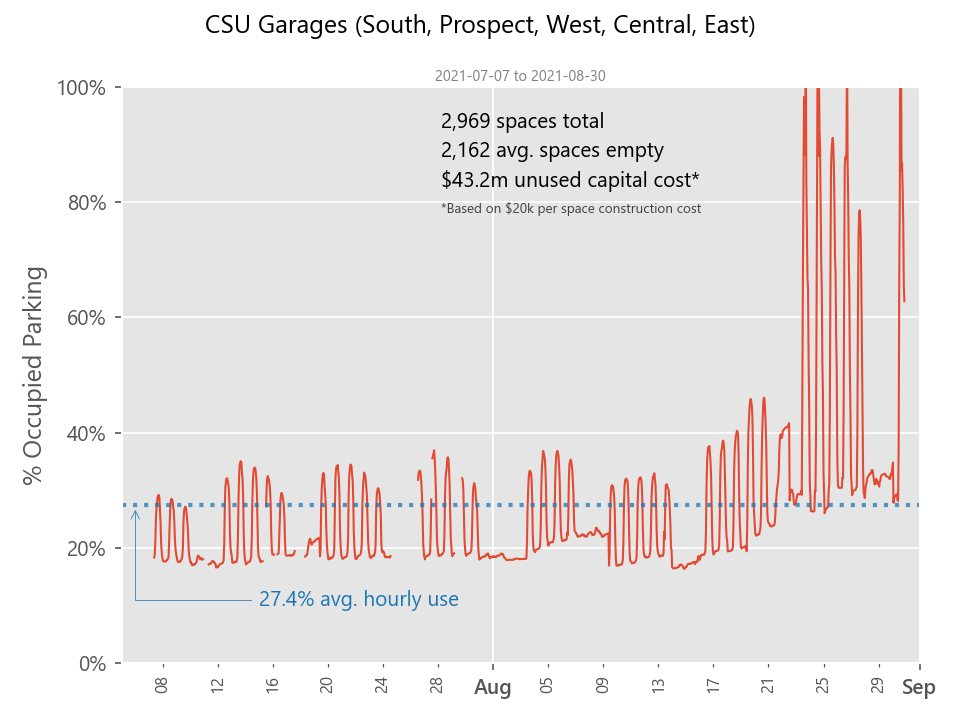 CSU Garages (South, Prospect, West, Central, East)
2021-07-07 to 2021-08-30
% Occupied Parking
100%
80%
60%
40%
20%
0%
2,969 spaces total
2,162 avg. spaces empty
$43.2m unused capital cost*
*Based on $20k per space construction cost
27.4% avg. hourly use
08 12 16 20 24 28 Aug 05 09 13 17 21 25 29 Sep